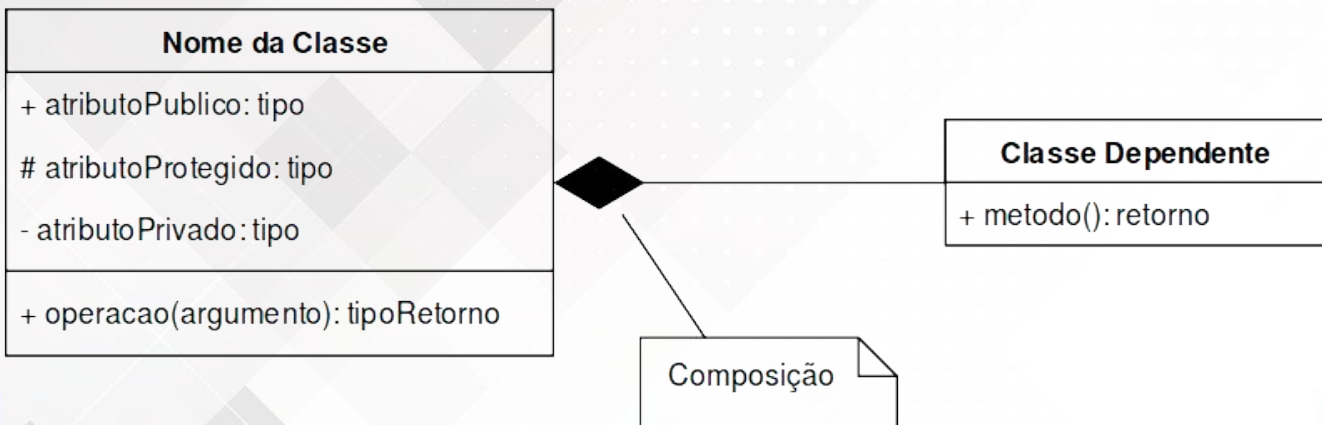 Nome da Classe
+ atributoPublico: tipo
# atributoProtegido: tipo
- atributoPrivado: tipo
+ operacao(argumento): tipoRetorno
Classe Dependente
+ metodo(): retorno
Composição